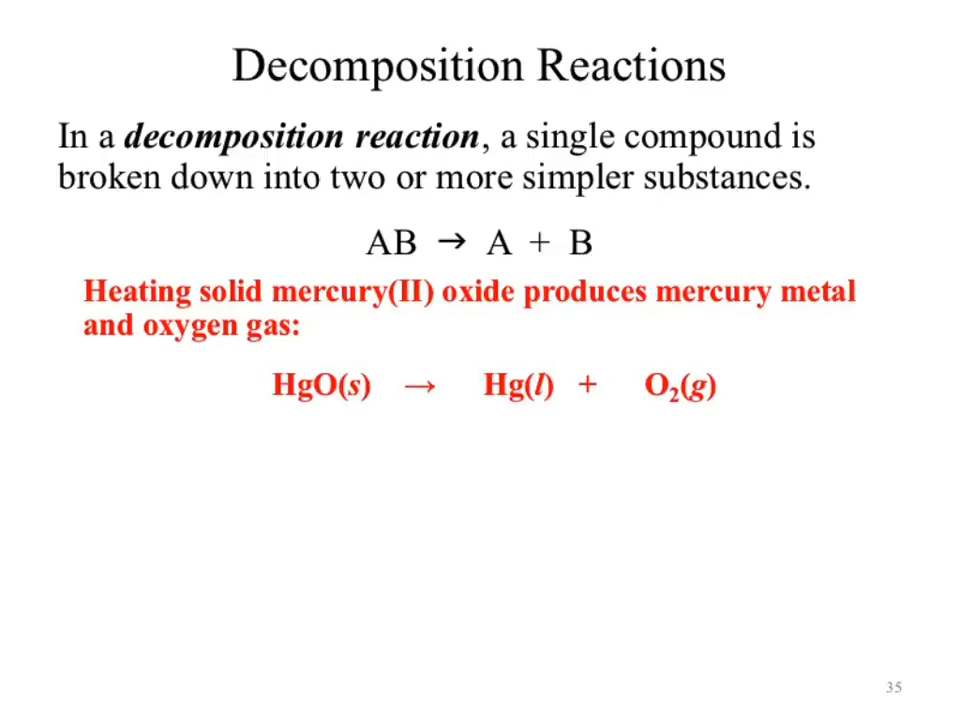 Decomposition Reactions
In a decomposition reaction, a single compound is
broken down into two or more simpler substances.
AB → A + B
Heating solid mercury(II) oxide produces mercury metal
and oxygen gas:
HgO(s) → Hg(l) + O₂(g)
35